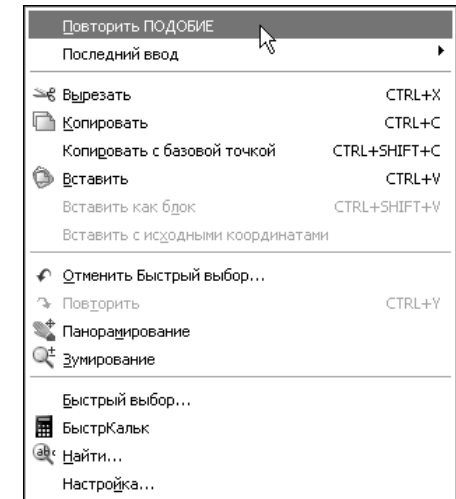 Повторить ПОДОБИЕ
Последний ввод
Вырезать CTRL+X
Копировать CTRL+C
Копировать с базовой точкой CTRL+SHIFT+C
Вставить CTRL+V
Вставить как блок CTRL+SHIFT+V
Вставить с исходными координатами
Отменить Быстрый выбор...
Повторить CTRL+Y
Панорамирование
Зумирование
Быстрый выбор...
БыстрКальк
Найти...
Настройка...